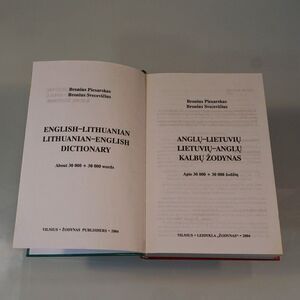 Bronius Piesarskas
Bronius Svecevičius
ENGLISH–LITHUANIAN
LITHUANIAN–ENGLISH
DICTIONARY
About 30 000 + 30 000 words
VILNIUS • ŽODYNAS PUBLISHERS • 2004
Bronius Piesarskas
Bronius Svecevičius
ANGLŲ–LIETUVIŲ
LIETUVIŲ–ANGLŲ
KALBŲ ŽODYNAS
Apie 30 000 + 30 000 žodžių
VILNIUS • LEIDYKLA „ŽODYNAS“ • 2004